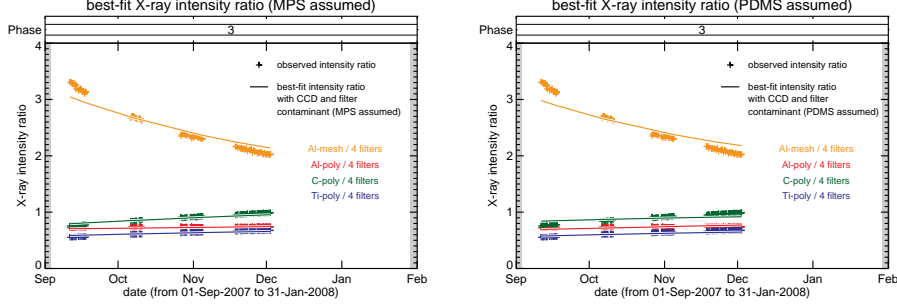 best-fit X-ray intensity ratio (MPS assumed)
Phase
3
4
3
2
1
0
X-ray intensity ratio
observed intensity ratio
best-fit intensity ratio
with CCD and filter
contaminant (MPS assumed)
Al-mesh / 4 filters
Al-poly / 4 filters
C-poly / 4 filters
Ti-poly / 4 filters
Sep Oct Nov Dec Jan Feb
date (from 01-Sep-2007 to 31-Jan-2008)
best-fit X-ray intensity ratio (PDMS assumed)
Phase
3
4
3
2
1
0
X-ray intensity ratio
observed intensity ratio
best-fit intensity ratio
with CCD and filter
contaminant (PDMS assumed)
Al-mesh / 4 filters
Al-poly / 4 filters
C-poly / 4 filters
Ti-poly / 4 filters
Sep Oct Nov Dec Jan Feb
date (from 01-Sep-2007 to 31-Jan-2008)